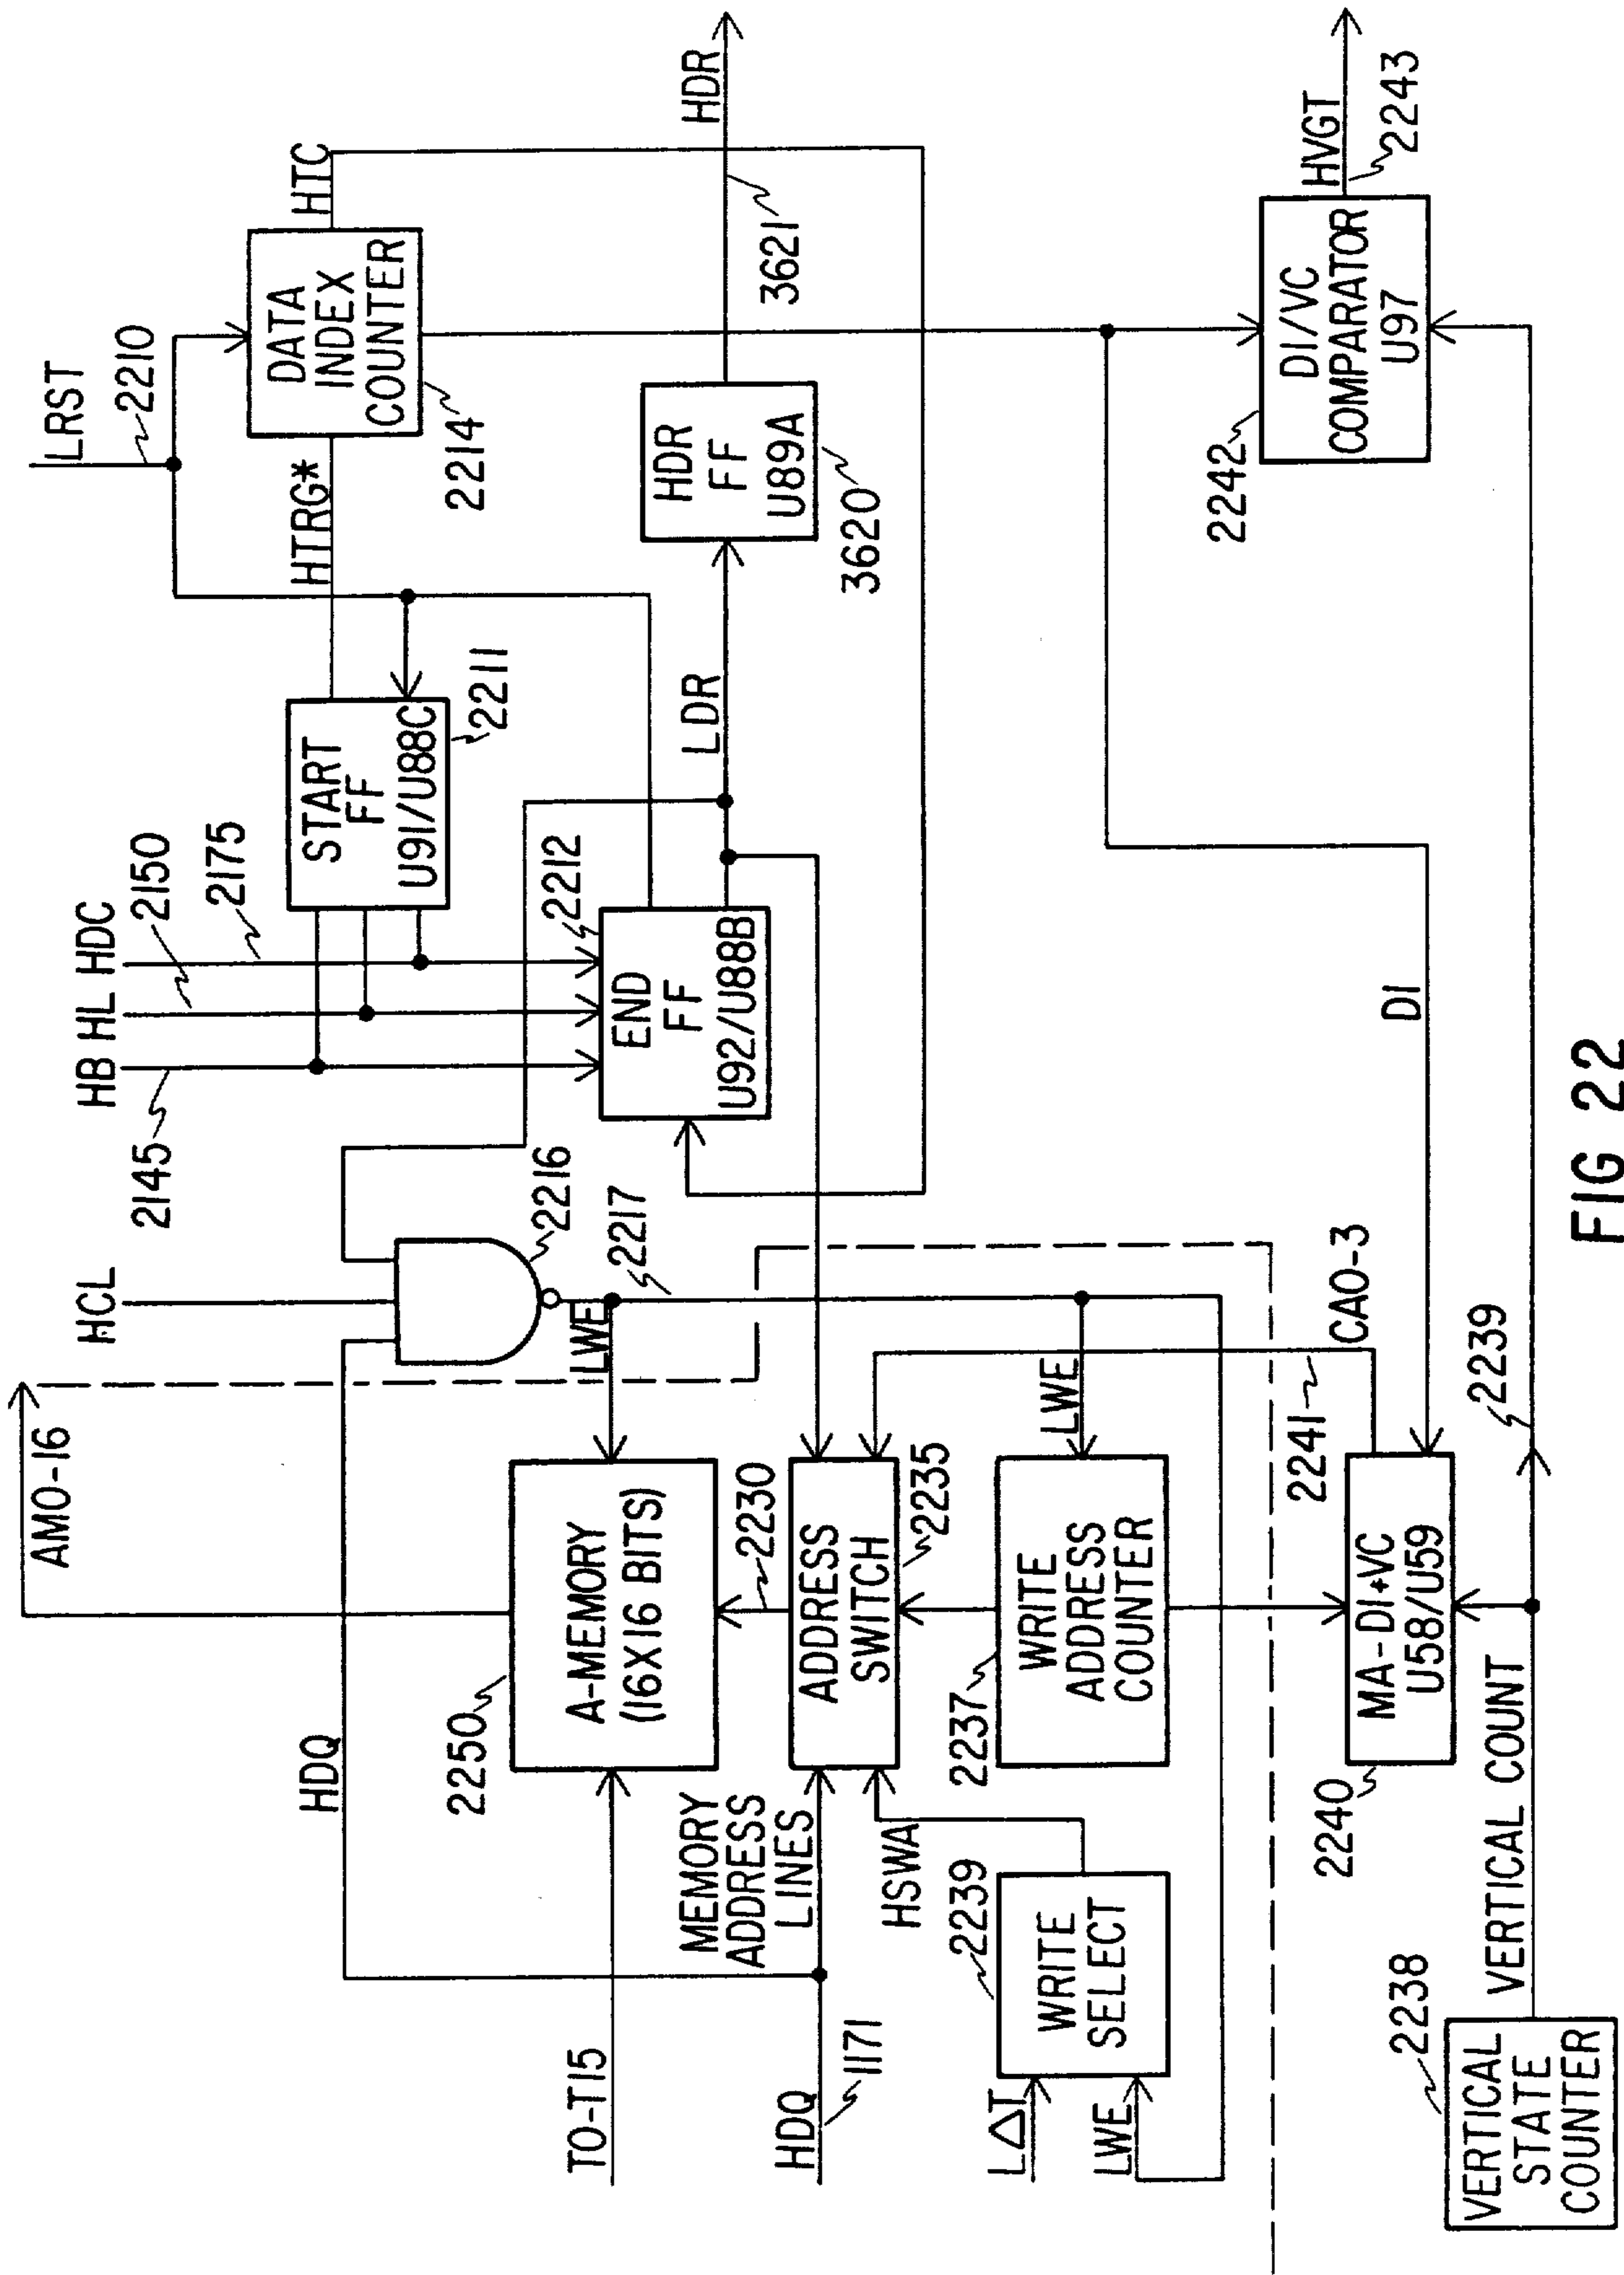 LRST
2210
HTC
DATA
INDEX
COUNTER
2214
HTRG*
START
FF
U91/U88C
2211
HB
HL
HDC
2145
2150
2175
END
FF
U92/U88B
2212
LDR
HDR
FF
U89A
3620
HDR
3621
HCL
2216
LWE
2217
HDQ
AM0-16
A-MEMORY
(16X16 BITS)
2250
T0-T15
MEMORY
ADDRESS
LINES
2230
HDQ
1171
ADDRESS
SWITCH
2235
HSWA
WRITE
SELECT
2239
L∆T
LWE
WRITE
ADDRESS
COUNTER
2237
LWE
2241
CA0-3
MA-DI+VC
U58/U59
2240
DI
VERTICAL
STATE
COUNTER
2238
VERTICAL COUNT
2239
DI/VC
COMPARATOR
U97
2242
HVGT
2243
FIG 22